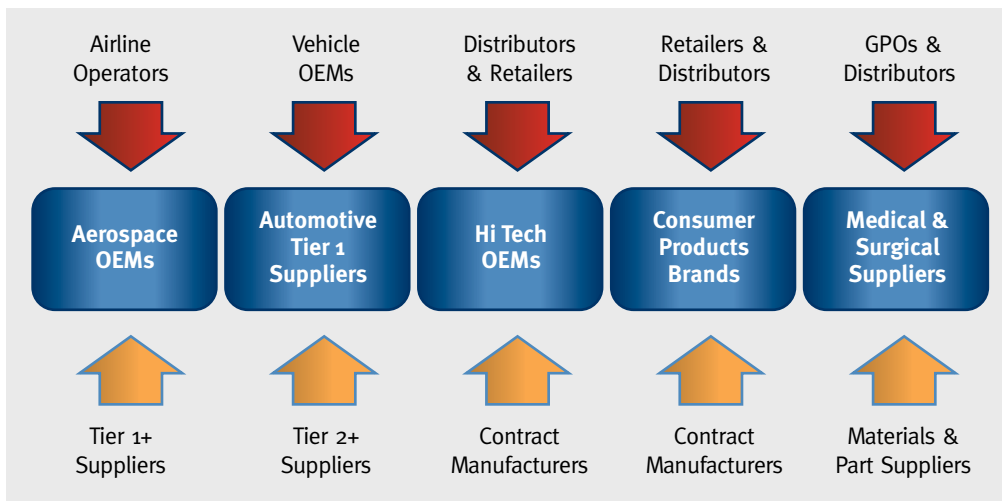 Airline
Operators
Vehicle
OEMs
Distributors
& Retailers
Retailers &
Distributors
GPOs &
Distributors
Aerospace
OEMs
Automotive
Tier 1
Suppliers
Hi Tech
OEMs
Consumer
Products
Brands
Medical &
Surgical
Suppliers
Tier 1+
Suppliers
Tier 2+
Suppliers
Contract
Manufacturers
Contract
Manufacturers
Materials &
Part Suppliers